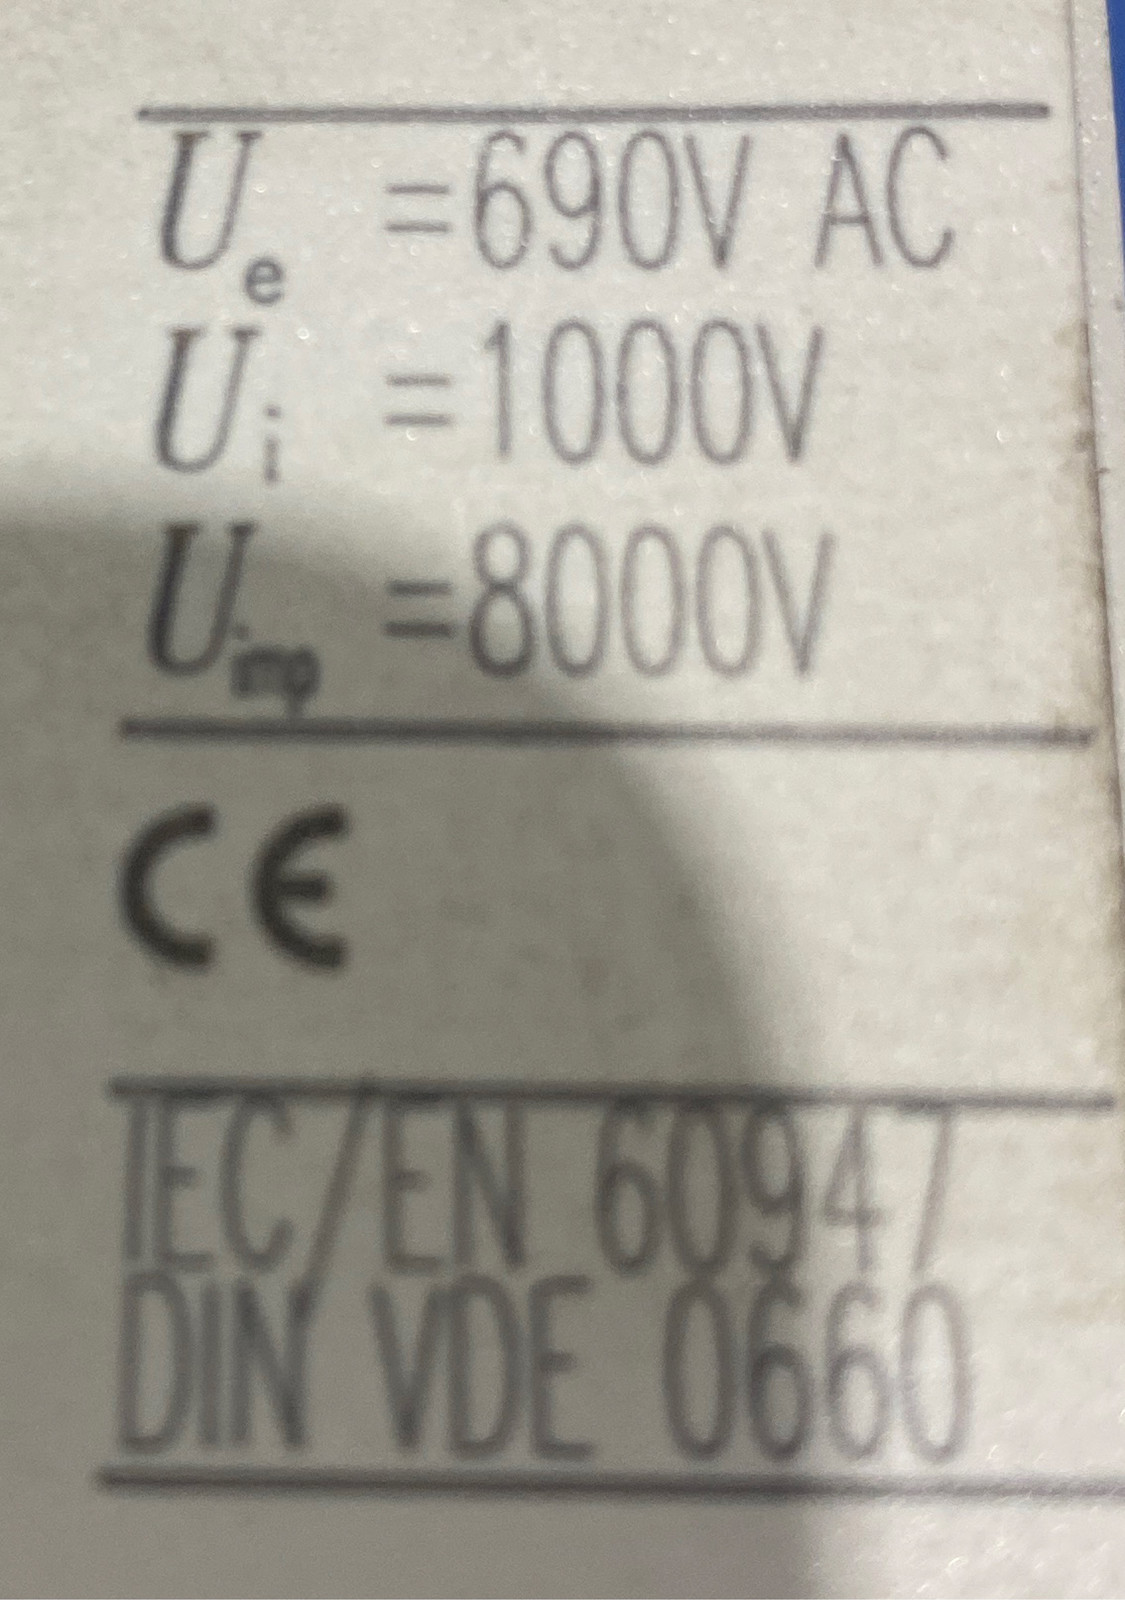 Ue =690V AC
Ui =1000V
Uimp =8000V
CE
IEC/EN 60947
DIN VDE 0660